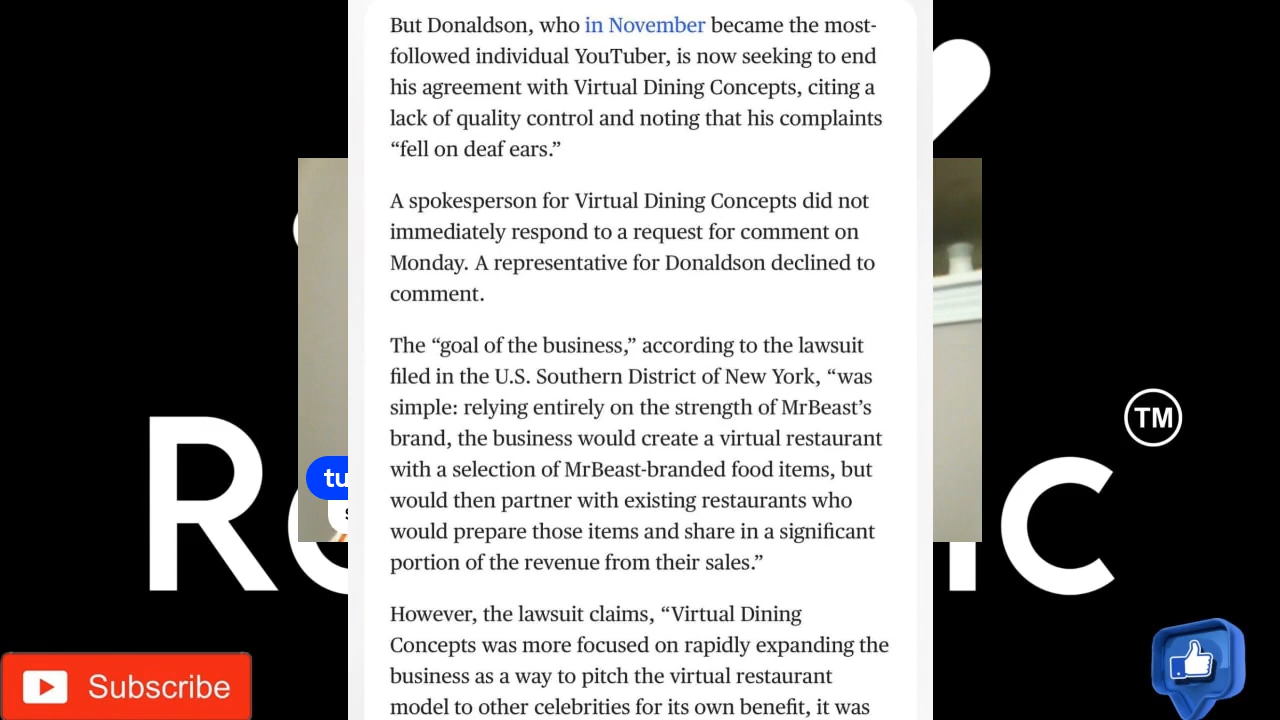 But Donaldson, who in November became the most-
followed individual YouTuber, is now seeking to end
his agreement with Virtual Dining Concepts, citing a
lack of quality control and noting that his complaints
“fell on deaf ears.”
A spokesperson for Virtual Dining Concepts did not
immediately respond to a request for comment on
Monday. A representative for Donaldson declined to
comment.
The “goal of the business,” according to the lawsuit
filed in the U.S. Southern District of New York, “was
simple: relying entirely on the strength of MrBeast’s
brand, the business would create a virtual restaurant
with a selection of MrBeast-branded food items, but
would then partner with existing restaurants who
would prepare those items and share in a significant
portion of the revenue from their sales.”
However, the lawsuit claims, “Virtual Dining
Concepts was more focused on rapidly expanding the
business as a way to pitch the virtual restaurant
model to other celebrities for its own benefit, it was
TM
Subscribe